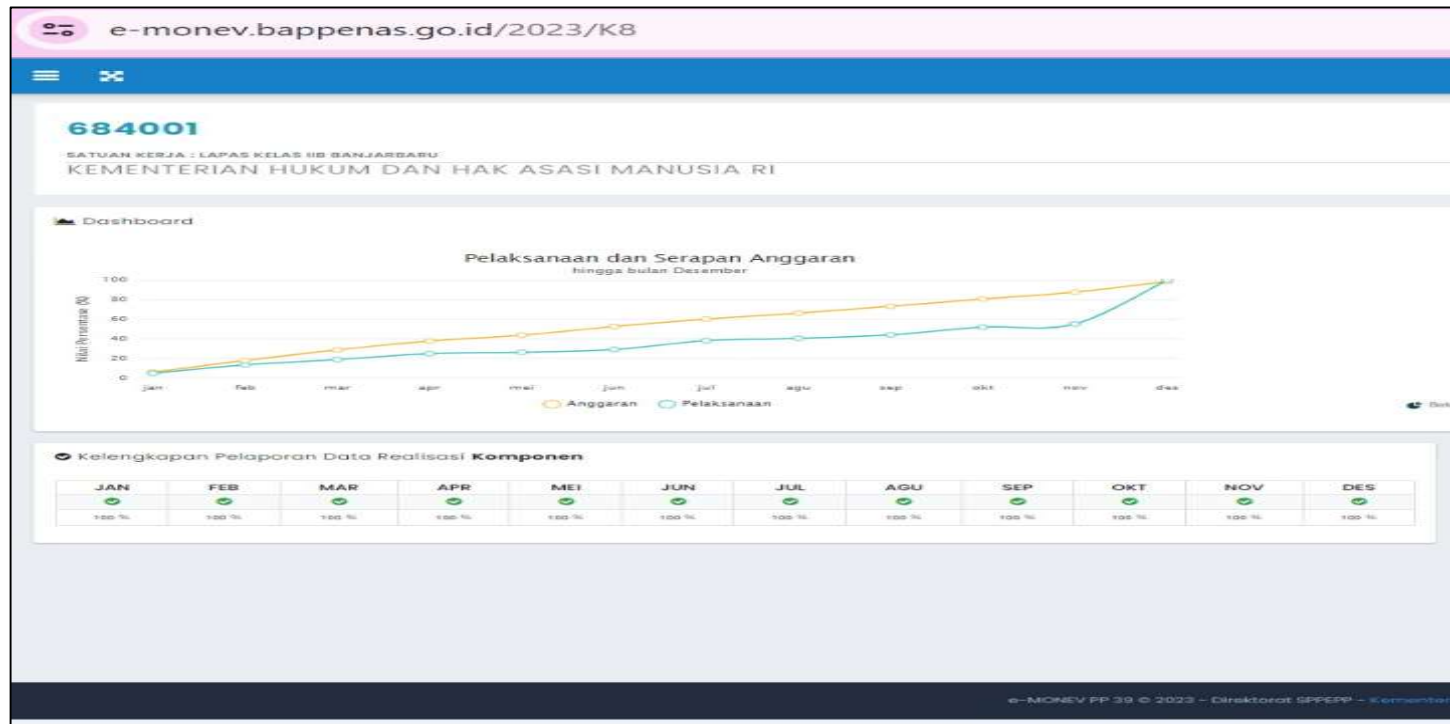 e-monev.bappenas.go.id/2023/K8
684001
SATUAN KERJA : LAPAS KELAS IIB BANJARBARU
KEMENTERIAN HUKUM DAN HAK ASASI MANUSIA RI
Dashboard
Pelaksanaan dan Serapan Anggaran
hingga bulan Desember
Nilai Persentase (%)
100
80
60
40
20
0
jan feb mar apr mei jun jul agu sep okt nov des
Anggaran Pelaksanaan
Kelengkapan Pelaporan Data Realisasi Komponen
JAN FEB MAR APR MEI JUN JUL AGU SEP OKT NOV DES
100 % 100 % 100 % 100 % 100 % 100 % 100 % 100 % 100 % 100 % 100 % 100 %
e-MONEV PP 39 © 2023 - Direktorat SPPEPP - Kementer